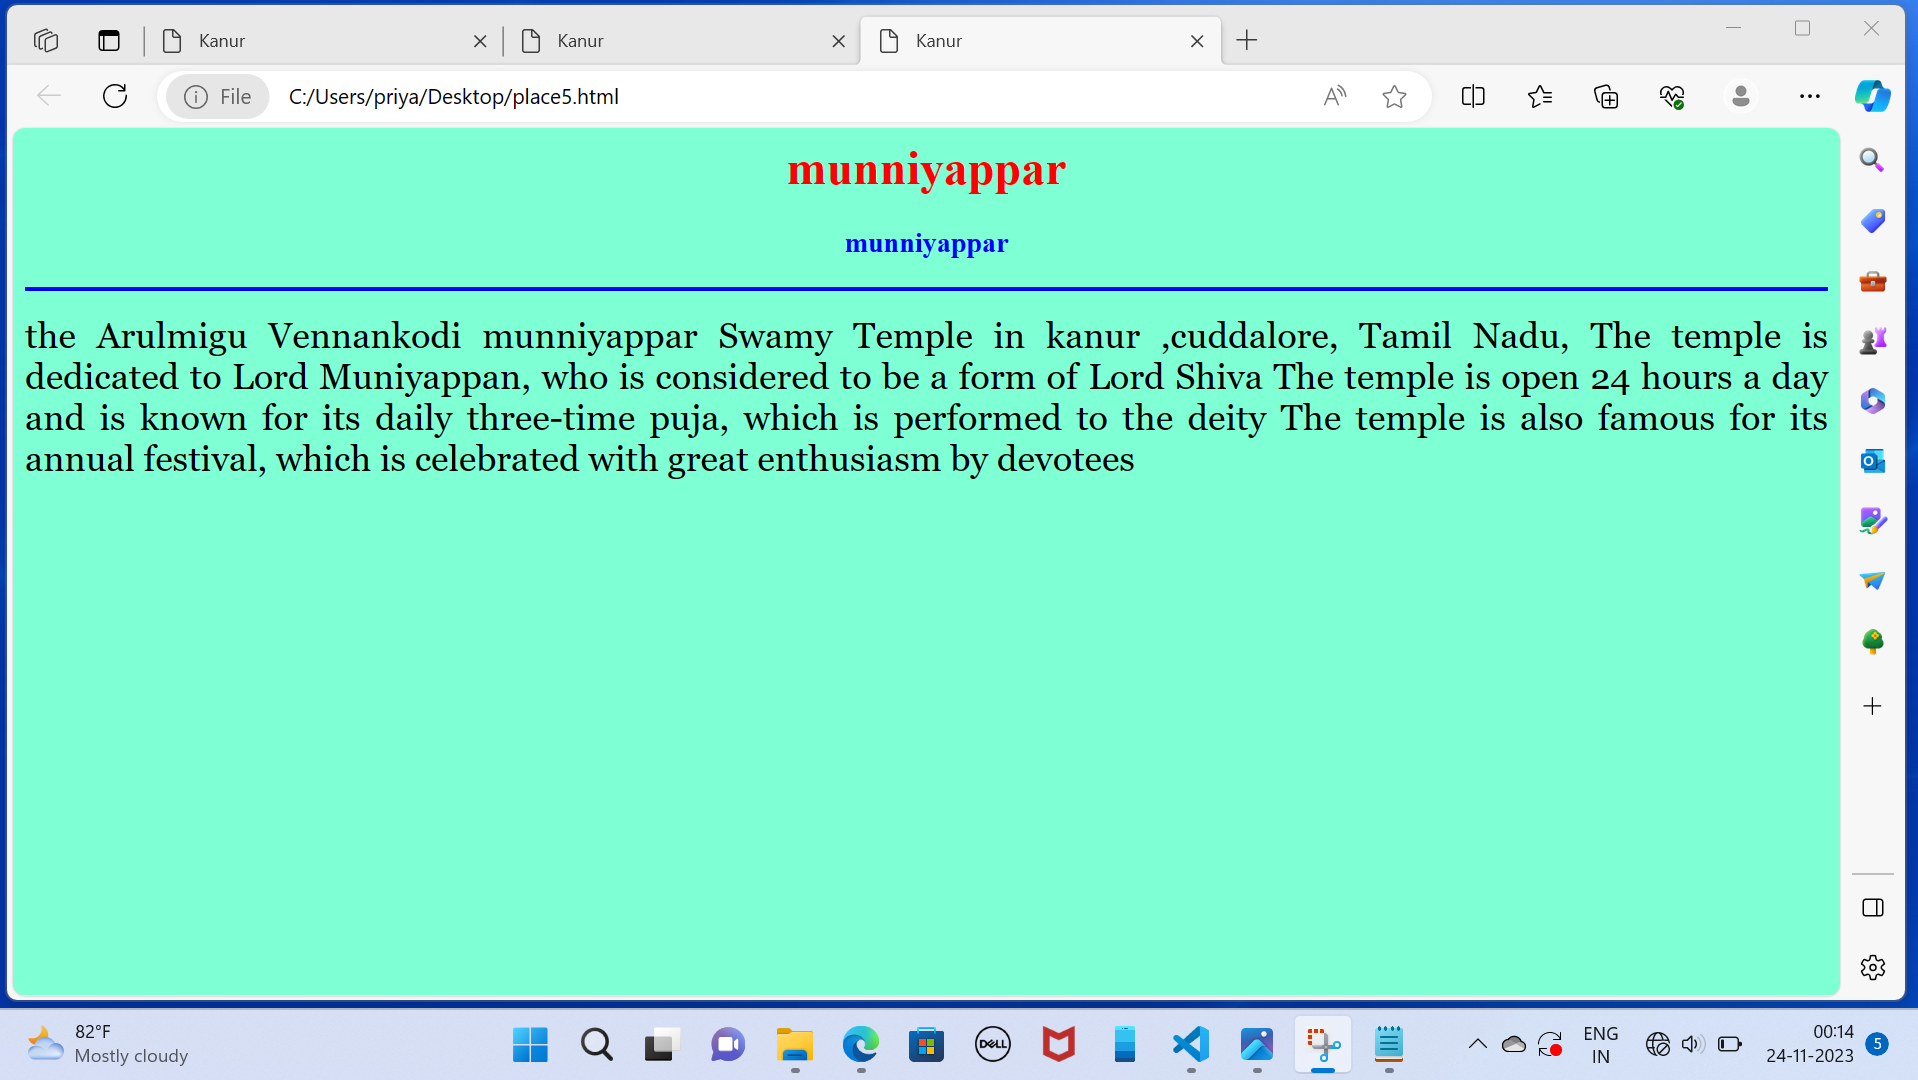 Kanur
Kanur
Kanur
File C:/Users/priya/Desktop/place5.html
munniyappar
munniyappar
the Arulmigu Vennankodi munniyappar Swamy Temple in kanur ,cuddalore, Tamil Nadu, The temple is
dedicated to Lord Muniyappan, who is considered to be a form of Lord Shiva The temple is open 24 hours a day
and is known for its daily three-time puja, which is performed to the deity The temple is also famous for its
annual festival, which is celebrated with great enthusiasm by devotees
82°F
Mostly cloudy
DELL
ENG
IN
00:14
24-11-2023
5